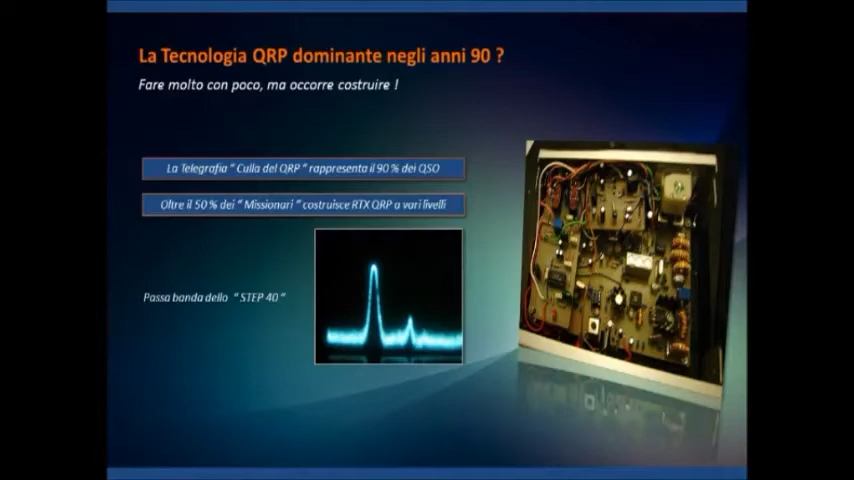 La Tecnologia QRP dominante negli anni 90 ?
Fare molto con poco, ma occorre costruire !
La Telegrafia “ Culla del QRP ” rappresenta il 90 % dei QSO
Oltre il 50 % dei “ Missionari ” costruisce RTX QRP a vari livelli
Passa banda dello “ STEP 40 ”